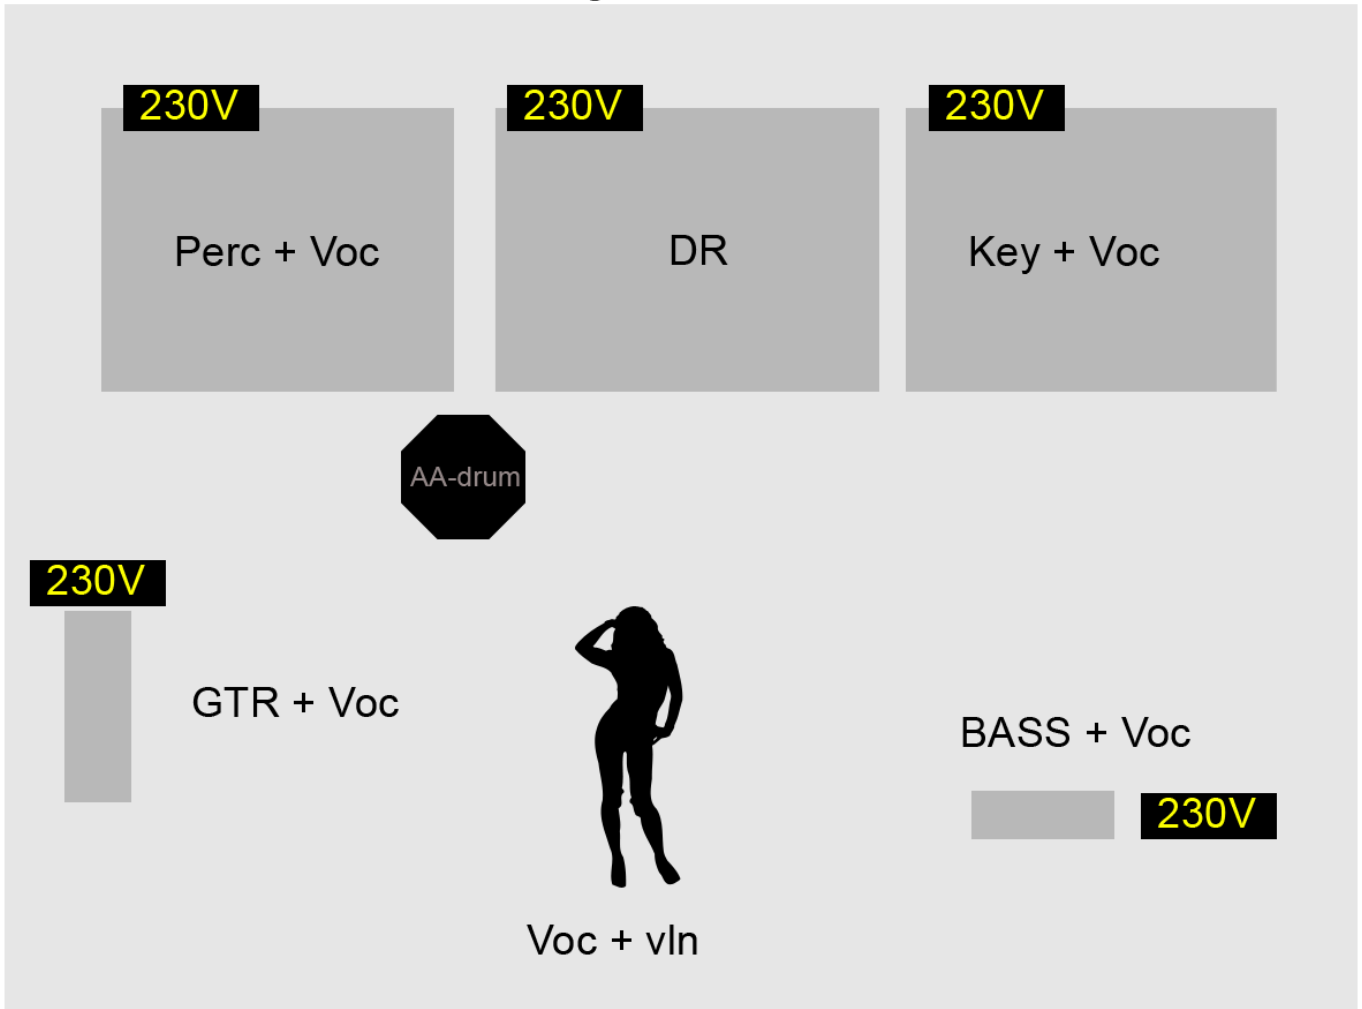 230V
230V
230V
Perc + Voc
DR
Key + Voc
AA-drum
230V
GTR + Voc
BASS + Voc
230V
Voc + vln